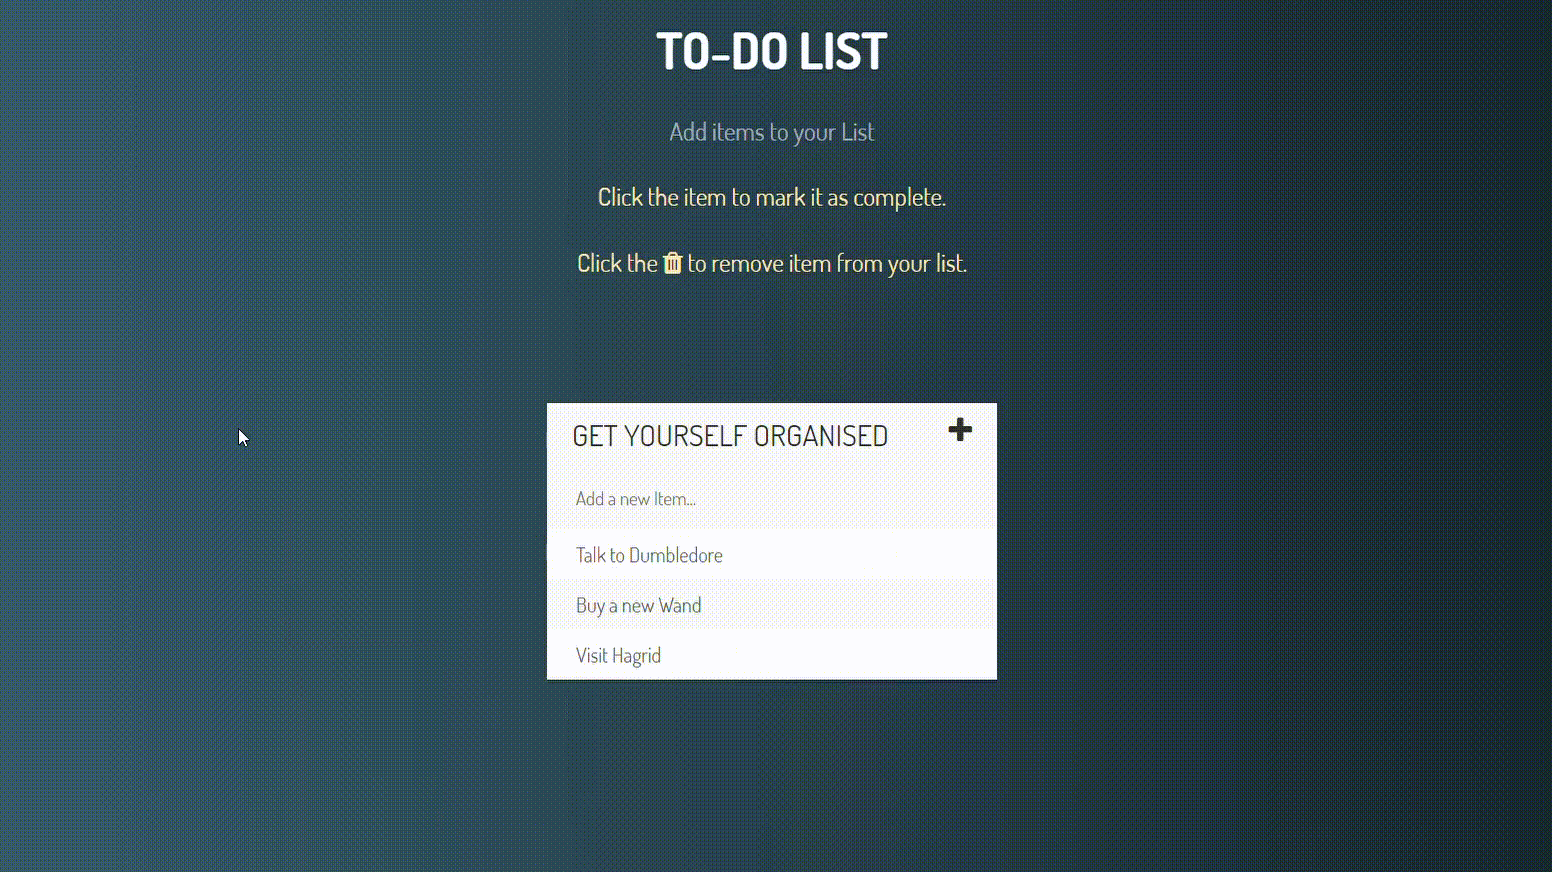 TO-DO LIST
Add items to your List
Click the item to mark it as complete.
Click the to remove item from your list.
GET YOURSELF ORGANISED
Add a new Item...
Talk to Dumbledore
Buy a new Wand
Visit Hagrid